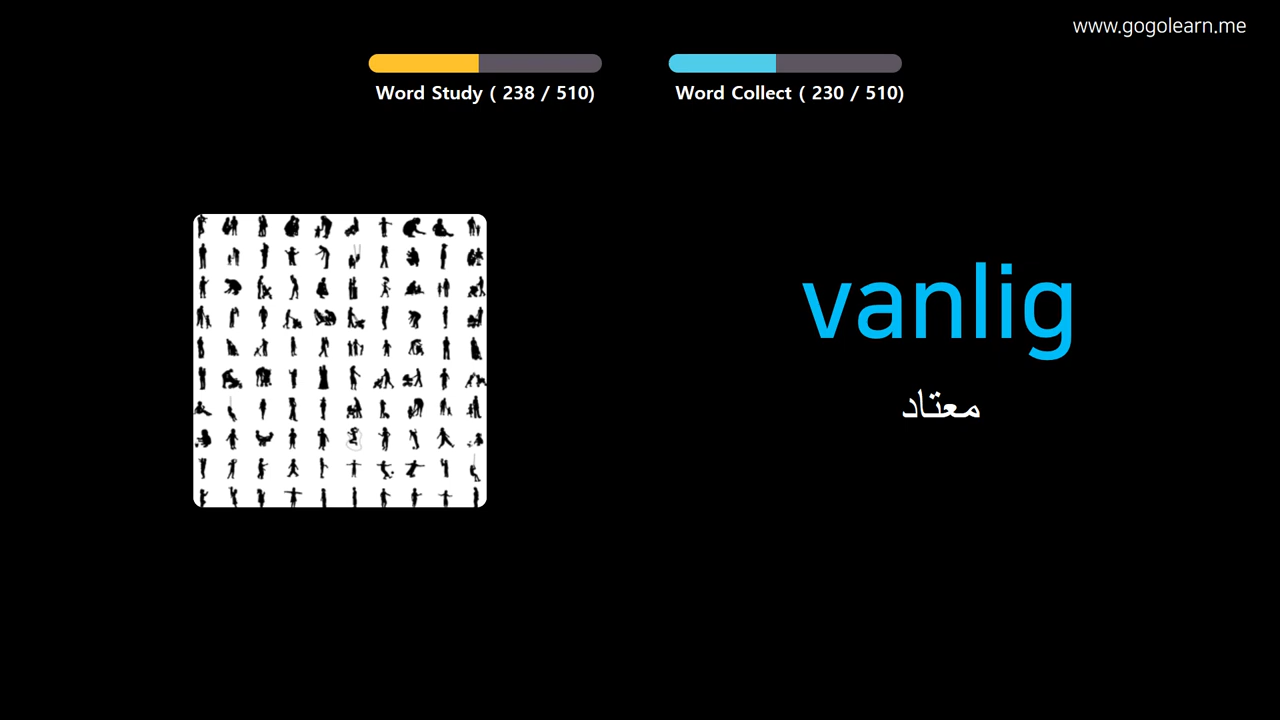 www.gogolearn.me
Word Study ( 238 / 510)
Word Collect ( 230 / 510)
vanlig
معتاد